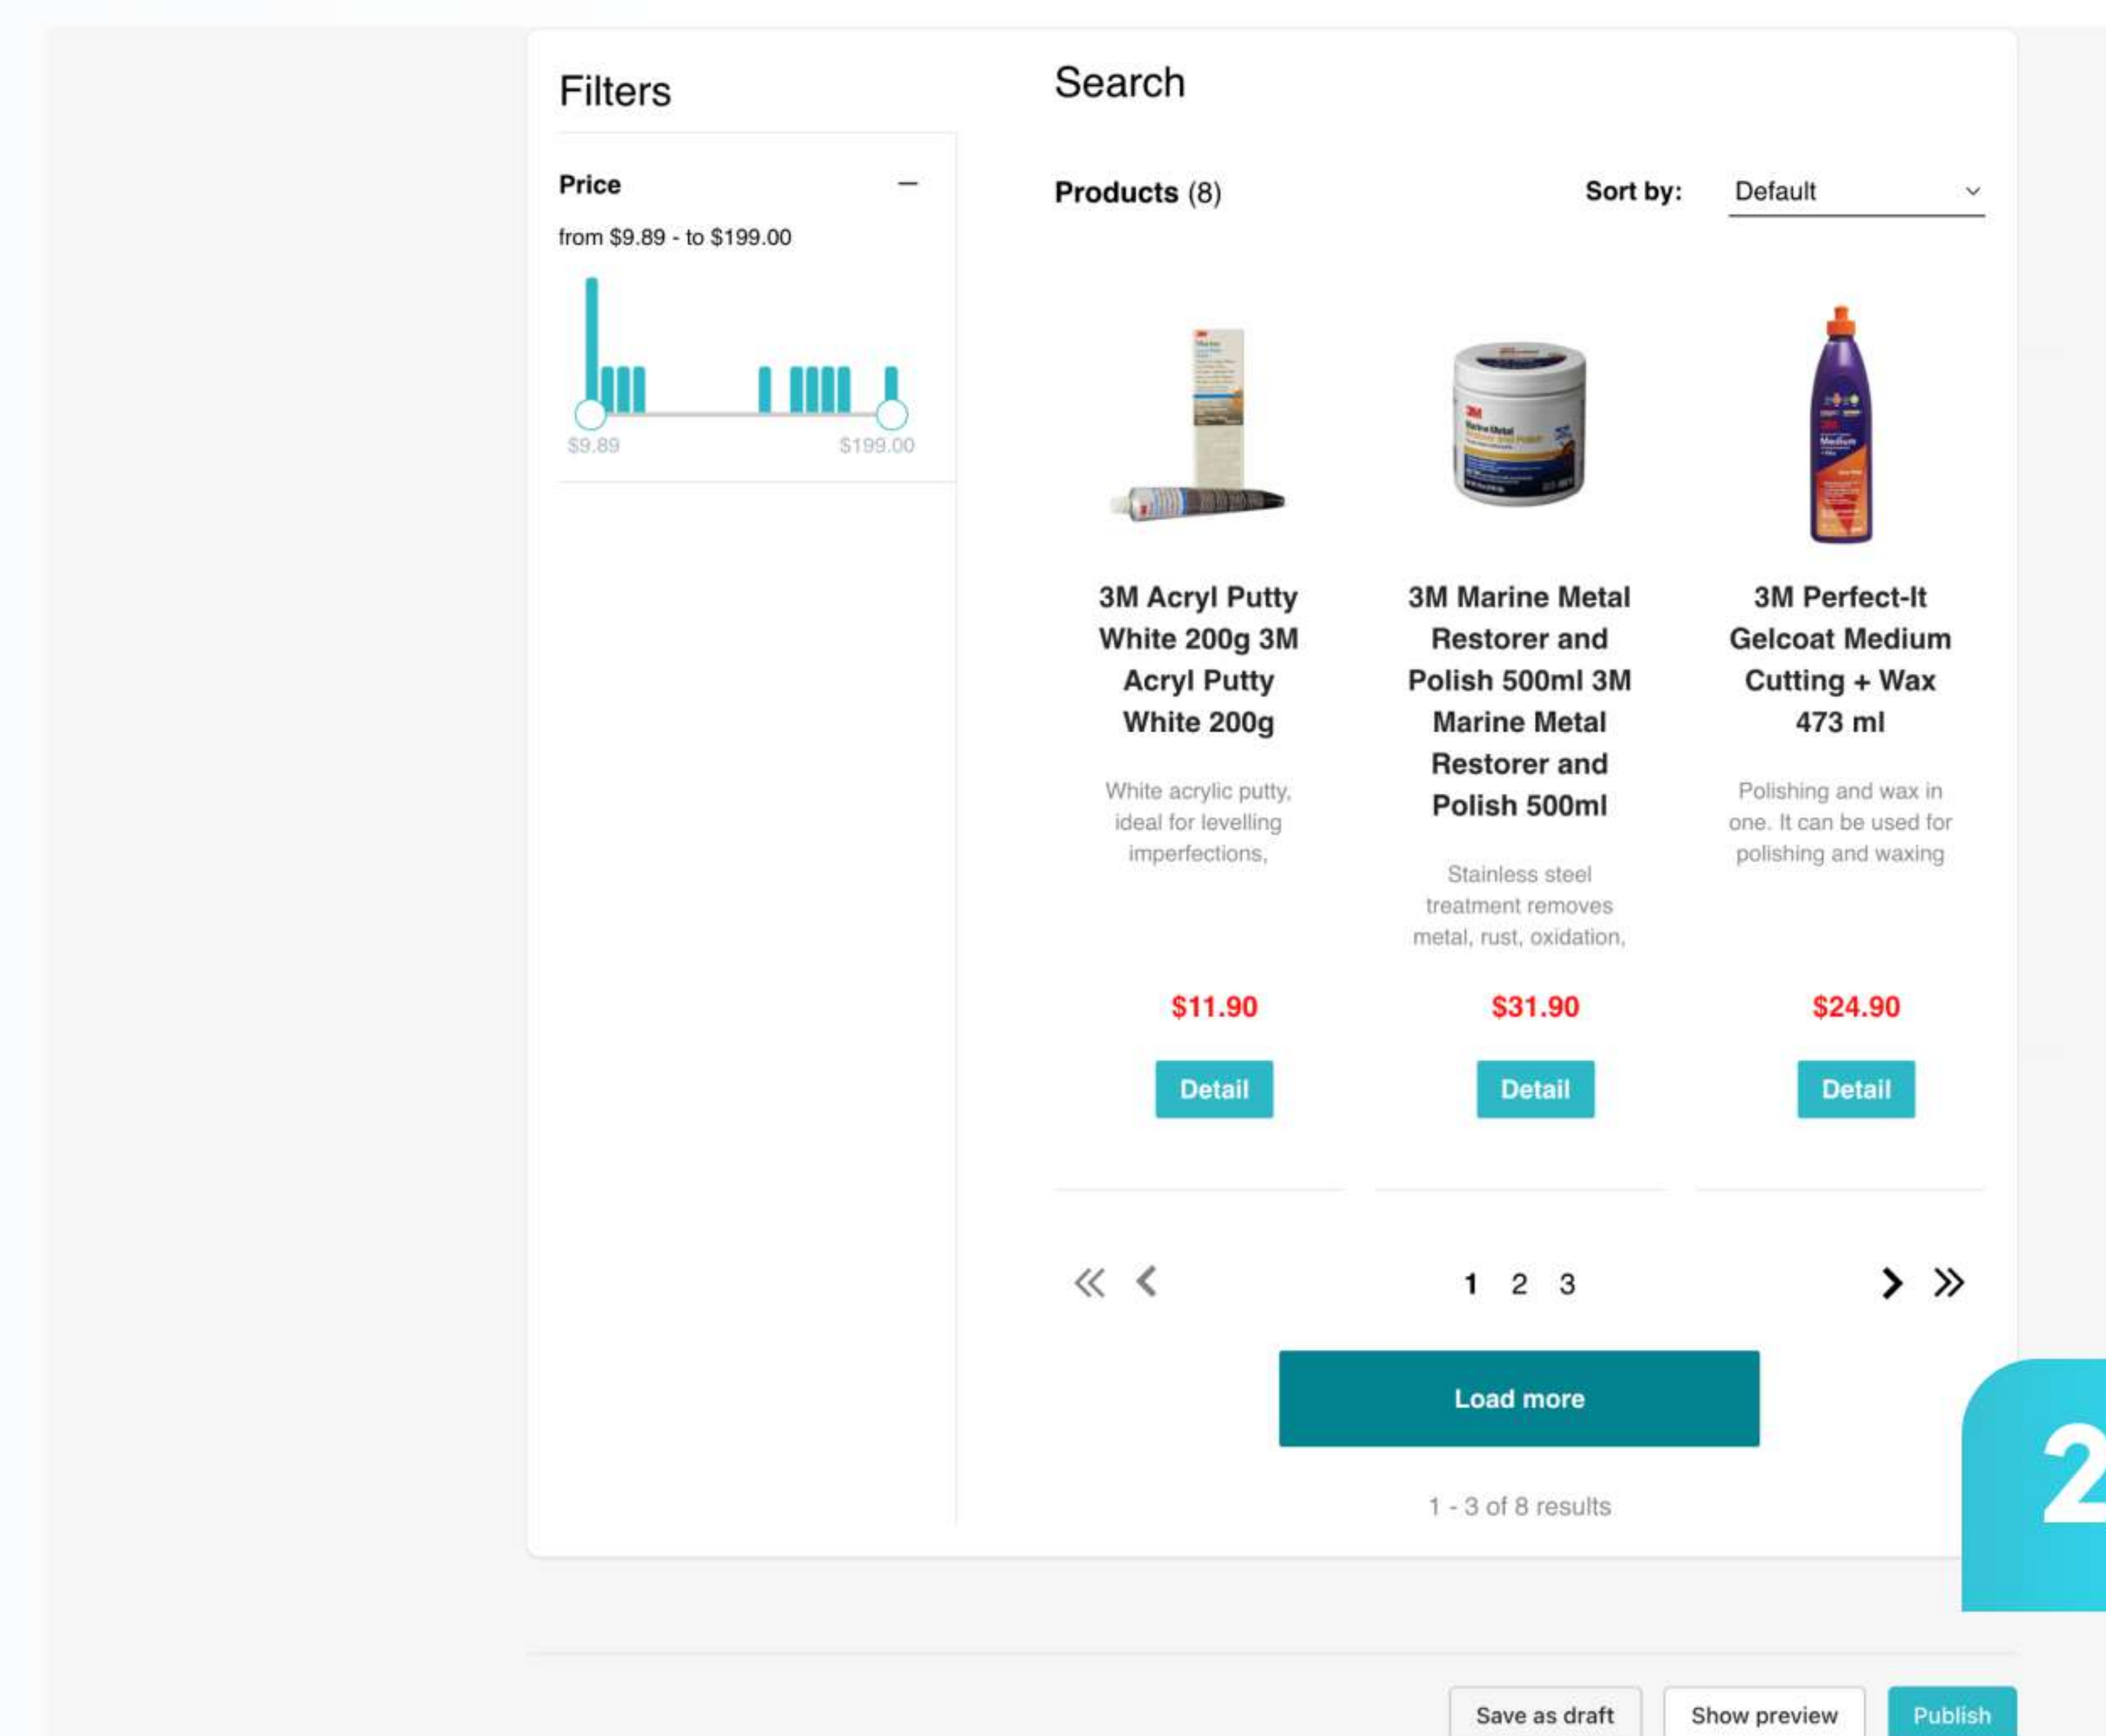 Filters
Price
from $9.89 - to $199.00
$9.89 $199.00
Search
Products (8)
Sort by: Default
3M Acryl Putty
White 200g 3M
Acryl Putty
White 200g
White acrylic putty,
ideal for levelling
imperfections,
$11.90
Detail
3M Marine Metal
Restorer and
Polish 500ml 3M
Marine Metal
Restorer and
Polish 500ml
Stainless steel
treatment removes
metal, rust, oxidation,
$31.90
Detail
3M Perfect-It
Gelcoat Medium
Cutting + Wax
473 ml
Polishing and wax in
one. It can be used for
polishing and waxing
$24.90
Detail
1 2 3
Load more
1 - 3 of 8 results
2
Save as draft
Show preview
Publish